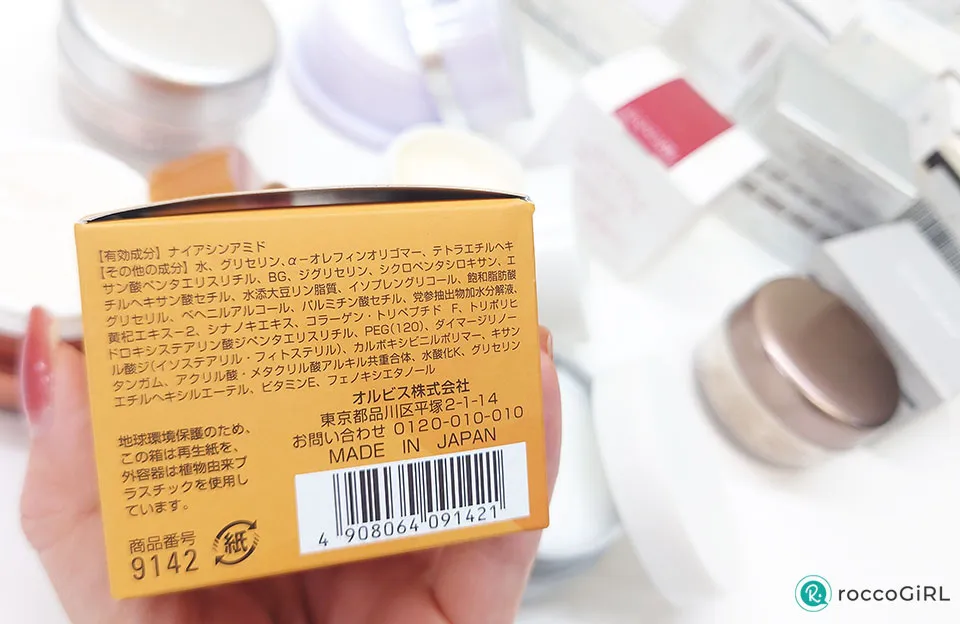 【有効成分】ナイアシンアミド
【その他の成分】水、グリセリン、α-オレフィンオリゴマー、テトラエチルヘキ
サン酸ペンタエリスリチル、BG、ジグリセリン、シクロペンタシロキサン、エ
チルヘキサン酸セチル、水添大豆リン脂質、イソプレングリコール、飽和脂肪酸
グリセリル、ベヘニルアルコール、パルミチン酸セチル、党参抽出物加水分解液、
黄杞エキス-2、シナノキエキス、コラーゲン・トリペプチド F、トリポリヒ
ドロキシステアリン酸ジペンタエリスリチル、PEG(120)、ダイマージリノー
ル酸ジ(イソステアリル・フィトステリル)、カルボキシビニルポリマー、キサン
タンガム、アクリル酸・メタクリル酸アルキル共重合体、水酸化K、グリセリン
エチルヘキシルエーテル、ビタミンE、フェノキシエタノール
オルビス株式会社
東京都品川区平塚2-1-14
お問い合わせ 0120-010-010
MADE IN JAPAN
地球環境保護のため、
この箱は再生紙を、
外容器は植物由来プ
ラスチックを使用し
ています。
商品番号
9142
紙
4 908064 091421
R.
roccoGiRL